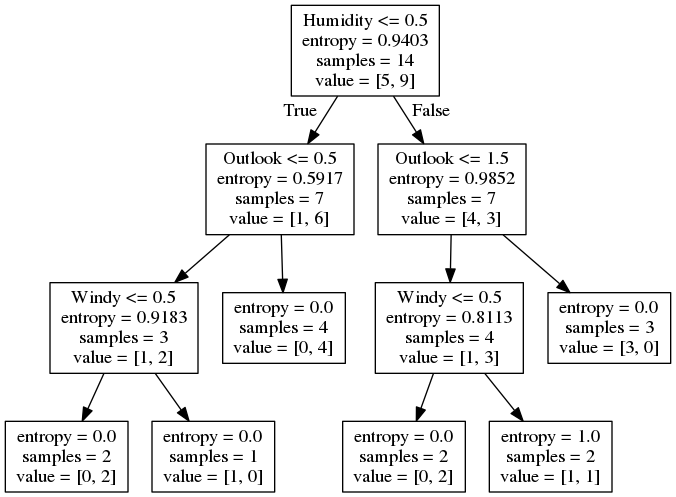 Humidity <= 0.5
entropy = 0.9403
samples = 14
value = [5, 9]
True
False
Outlook <= 0.5
entropy = 0.5917
samples = 7
value = [1, 6]
Outlook <= 1.5
entropy = 0.9852
samples = 7
value = [4, 3]
Windy <= 0.5
entropy = 0.9183
samples = 3
value = [1, 2]
entropy = 0.0
samples = 4
value = [0, 4]
Windy <= 0.5
entropy = 0.8113
samples = 4
value = [1, 3]
entropy = 0.0
samples = 3
value = [3, 0]
entropy = 0.0
samples = 2
value = [0, 2]
entropy = 0.0
samples = 1
value = [1, 0]
entropy = 0.0
samples = 2
value = [0, 2]
entropy = 1.0
samples = 2
value = [1, 1]